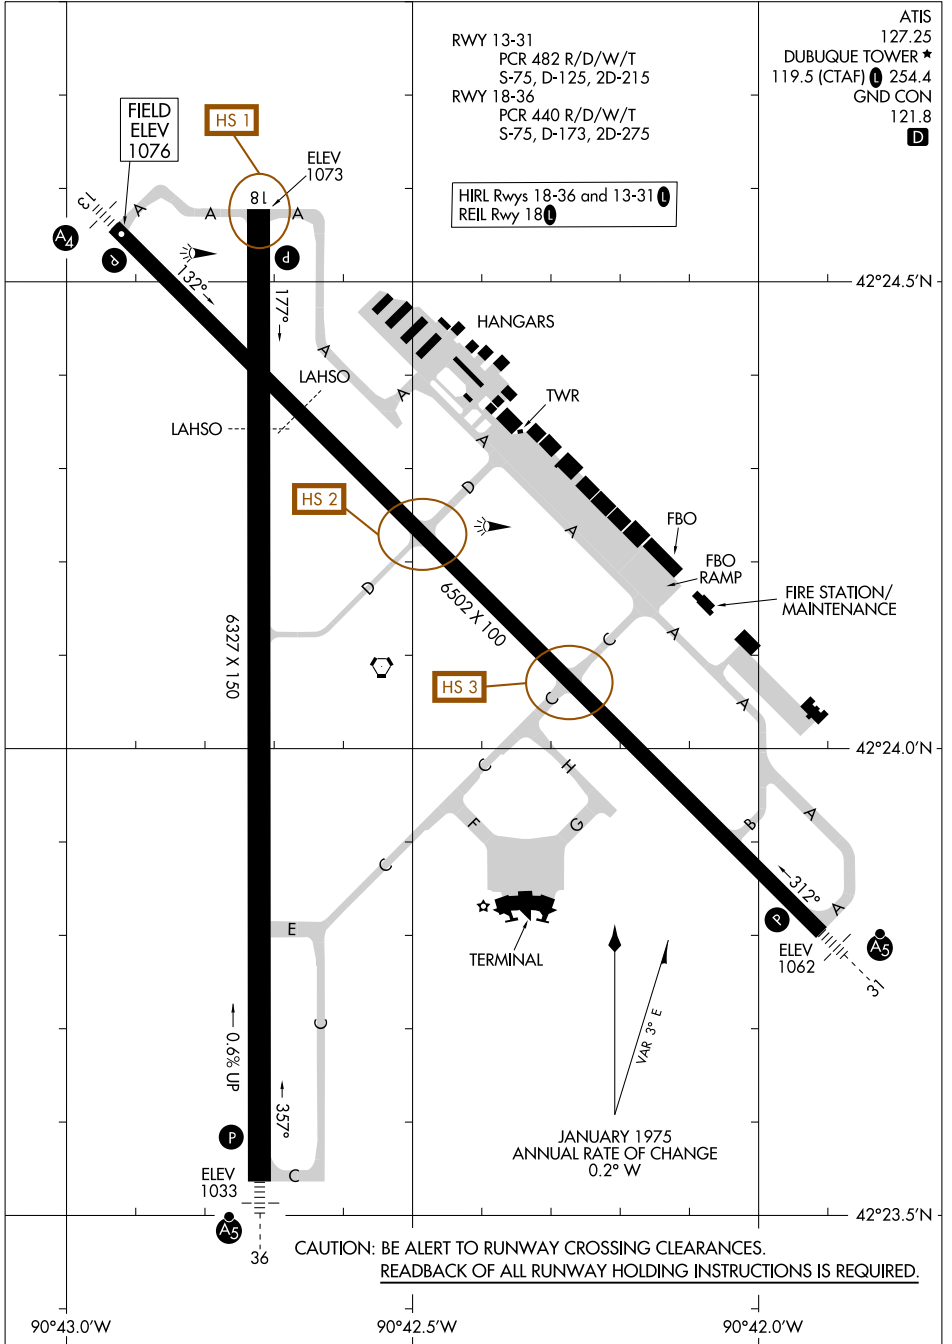 RWY 13-31
PCR 482 R/D/W/T
S-75, D-125, 2D-215
RWY 18-36
PCR 440 R/D/W/T
S-75, D-173, 2D-275
ATIS
127.25
DUBUQUE TOWER ★
119.5 (CTAF) L 254.4
GND CON
121.8
D
HIRL Rwys 18-36 and 13-31 L
REIL Rwy 18 L
FIELD
ELEV
1076
HS 1
ELEV
1073
18
13
A
A
A
A4
P
P
132°
177°
42°24.5'N
HANGARS
A
LAHSO
A
TWR
LAHSO
A
D
HS 2
A
FBO
FBO
RAMP
FIRE STATION/
MAINTENANCE
D
6502 X 100
6327 X 150
C
A
HS 3
C
A
42°24.0'N
C
H
A
F
G
B
C
312°
A
P
E
TERMINAL
ELEV
1062
A5
31
C
VAR 3° E
0.6% UP
357°
P
JANUARY 1975
ANNUAL RATE OF CHANGE
0.2° W
ELEV
1033
C
A5
36
42°23.5'N
CAUTION: BE ALERT TO RUNWAY CROSSING CLEARANCES.
READBACK OF ALL RUNWAY HOLDING INSTRUCTIONS IS REQUIRED.
90°43.0'W
90°42.5'W
90°42.0'W